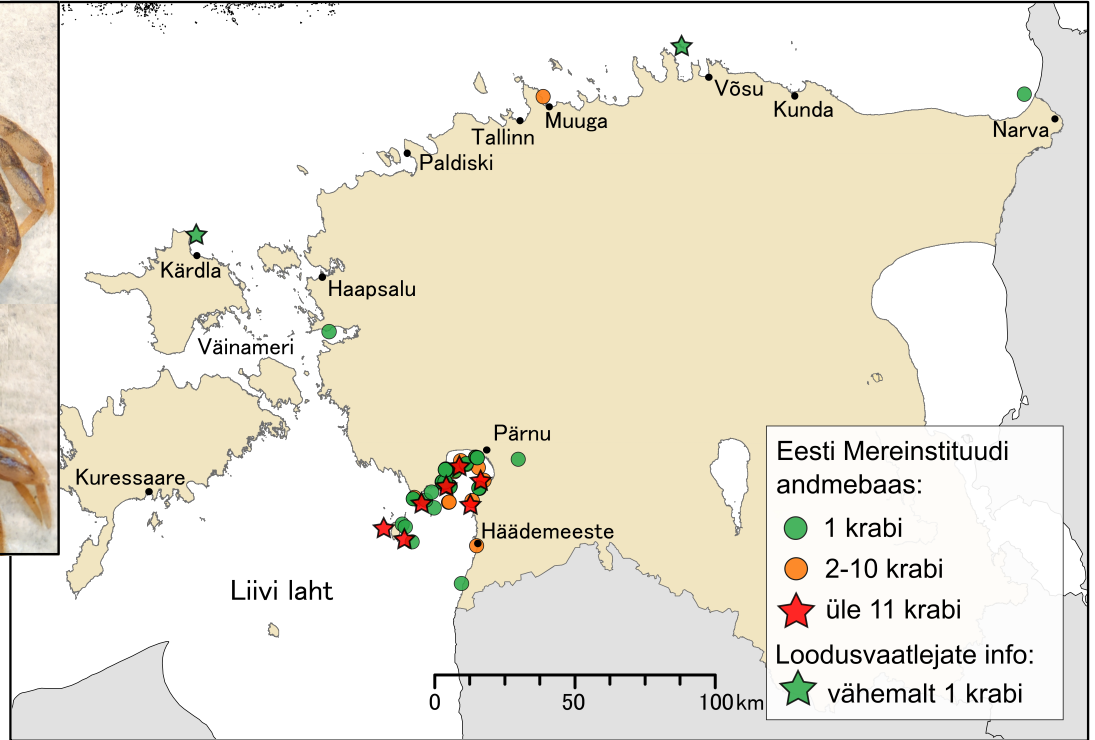 Võsu
Kunda
Muuga
Tallinn
Narva
Paldiski
Kärdla
Haapsalu
Väinameri
Pärnu
Kuressaare
Häädemeeste
Liivi laht
0 50 100km
Eesti Mereinstituudi
andmebaas:
1 krabi
2-10 krabi
üle 11 krabi
Loodusvaatlejate info:
vähemalt 1 krabi